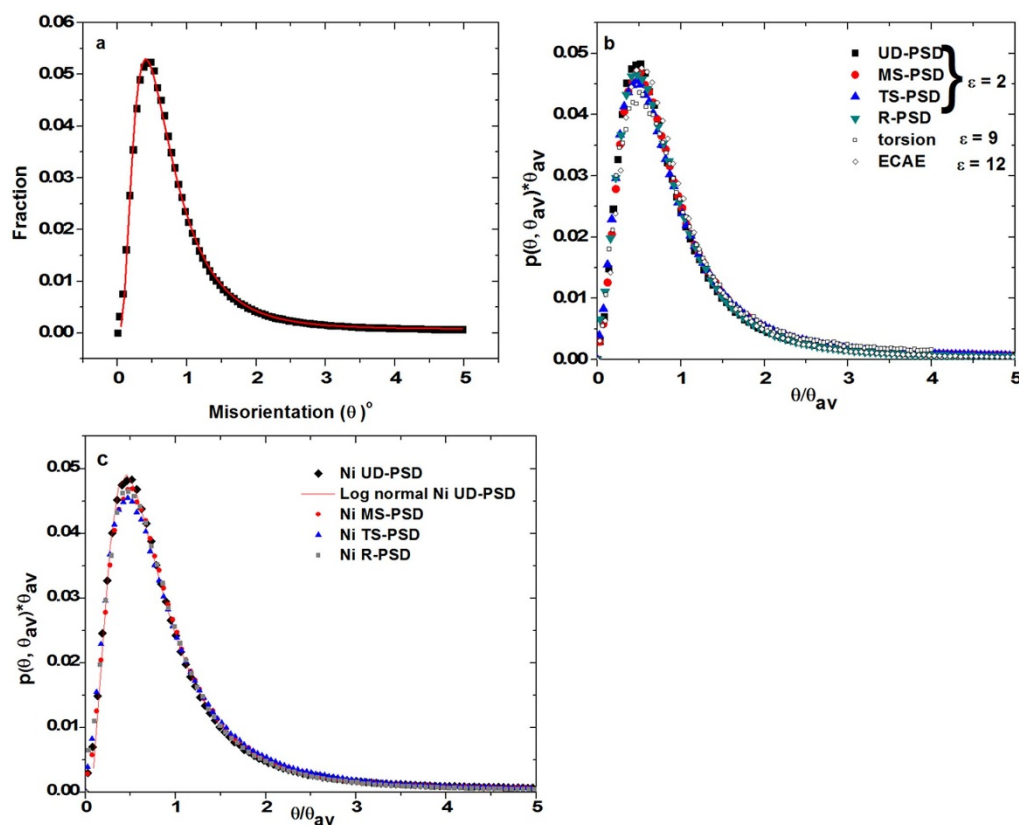 a
0.05
0.04
0.03
0.02
0.01
0.00
Fraction
0 1 2 3 4 5
Misorientation (θ)°
b
0.05
0.04
0.03
0.02
0.01
0.00
p(θ, θav)*θav
UD-PSD
MS-PSD
TS-PSD
R-PSD
} ε = 2
torsion ε = 9
ECAE ε = 12
0 1 2 3 4 5
θ/θav
c
0.05
0.04
0.03
0.02
0.01
0.00
p(θ, θav)*θav
Ni UD-PSD
Log normal Ni UD-PSD
Ni MS-PSD
Ni TS-PSD
Ni R-PSD
0 1 2 3 4 5
θ/θav